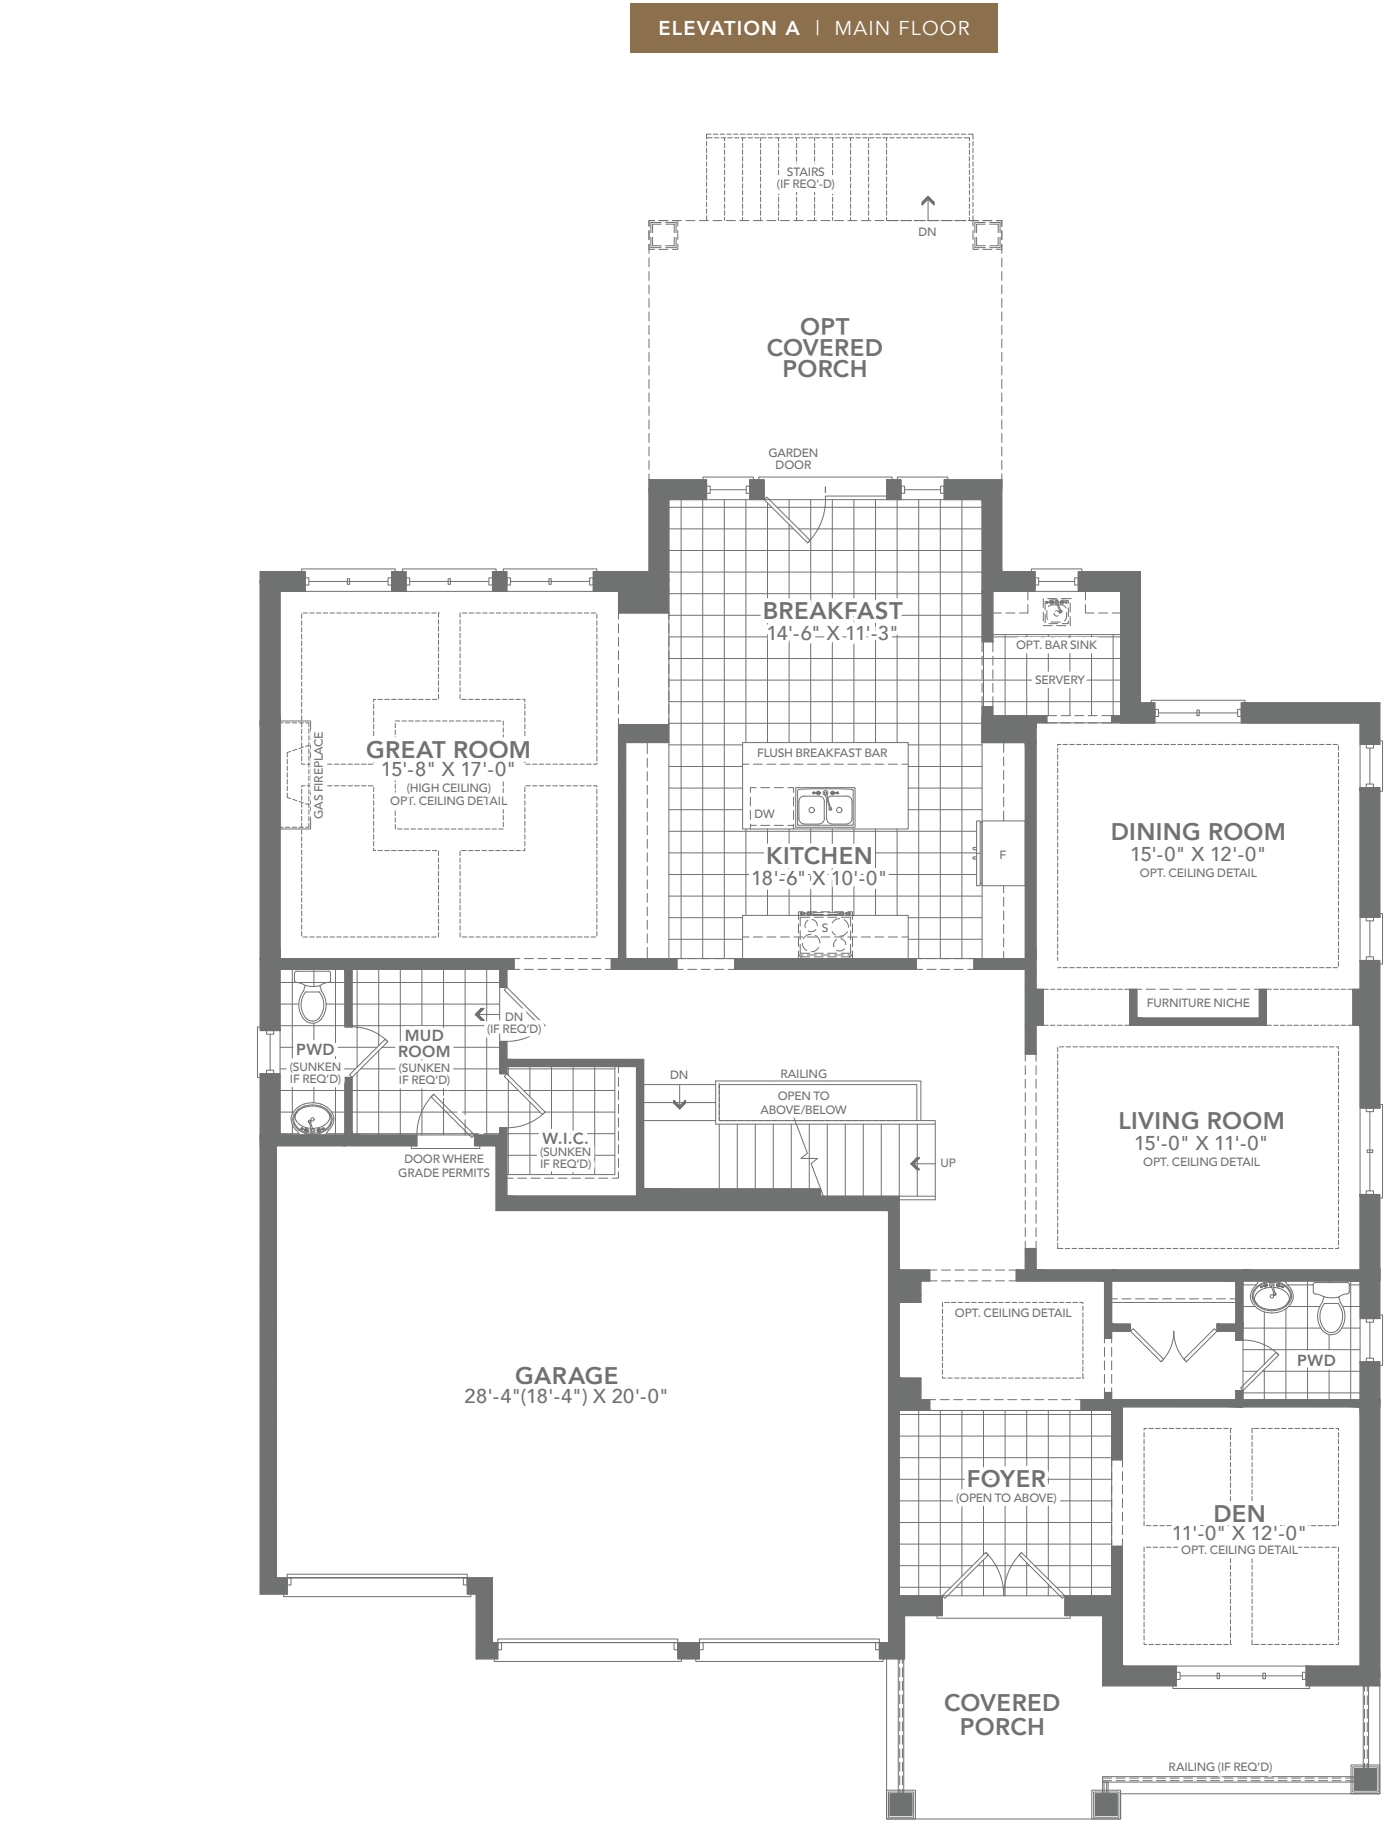 ELEVATION A | MAIN FLOOR
STAIRS
(IF REQ'-D)
DN
OPT
COVERED
PORCH
GARDEN
DOOR
BREAKFAST
14'-6" X 11'-3"
OPT. BAR SINK
SERVERY
GREAT ROOM
15'-8" X 17'-0"
(HIGH CEILING)
OPT. CEILING DETAIL
GAS FIREPLACE
FLUSH BREAKFAST BAR
DW
KITCHEN
18'-6" X 10'-0"
F
S
DINING ROOM
15'-0" X 12'-0"
OPT. CEILING DETAIL
FURNITURE NICHE
PWD
(SUNKEN
IF REQ'D)
MUD
ROOM
(SUNKEN
IF REQ'D)
DN
(IF REQ'D)
W.I.C.
(SUNKEN
IF REQ'D)
DOOR WHERE
GRADE PERMITS
DN
RAILING
OPEN TO
ABOVE/BELOW
UP
LIVING ROOM
15'-0" X 11'-0"
OPT. CEILING DETAIL
OPT. CEILING DETAIL
PWD
GARAGE
28'-4"(18'-4") X 20'-0"
FOYER
(OPEN TO ABOVE)
DEN
11'-0" X 12'-0"
OPT. CEILING DETAIL
COVERED
PORCH
RAILING (IF REQ'D)